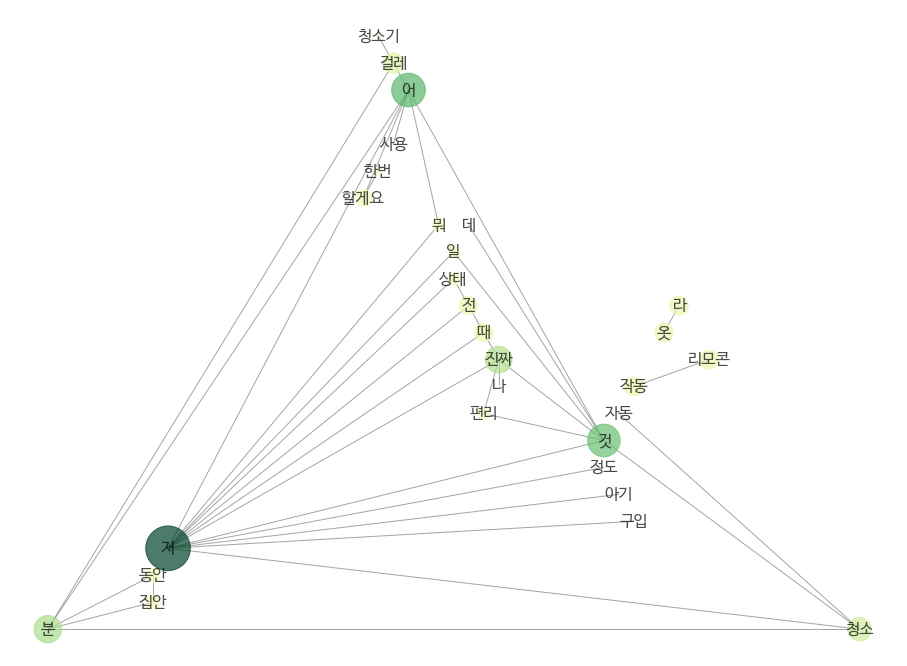 청소기
걸레
어
사용
한번
할게요
뭐
데
일
상태
전
라
때
옷
진짜
리모콘
나
작동
편리
자동
것
정도
아기
구입
저
동안
집안
분
청소